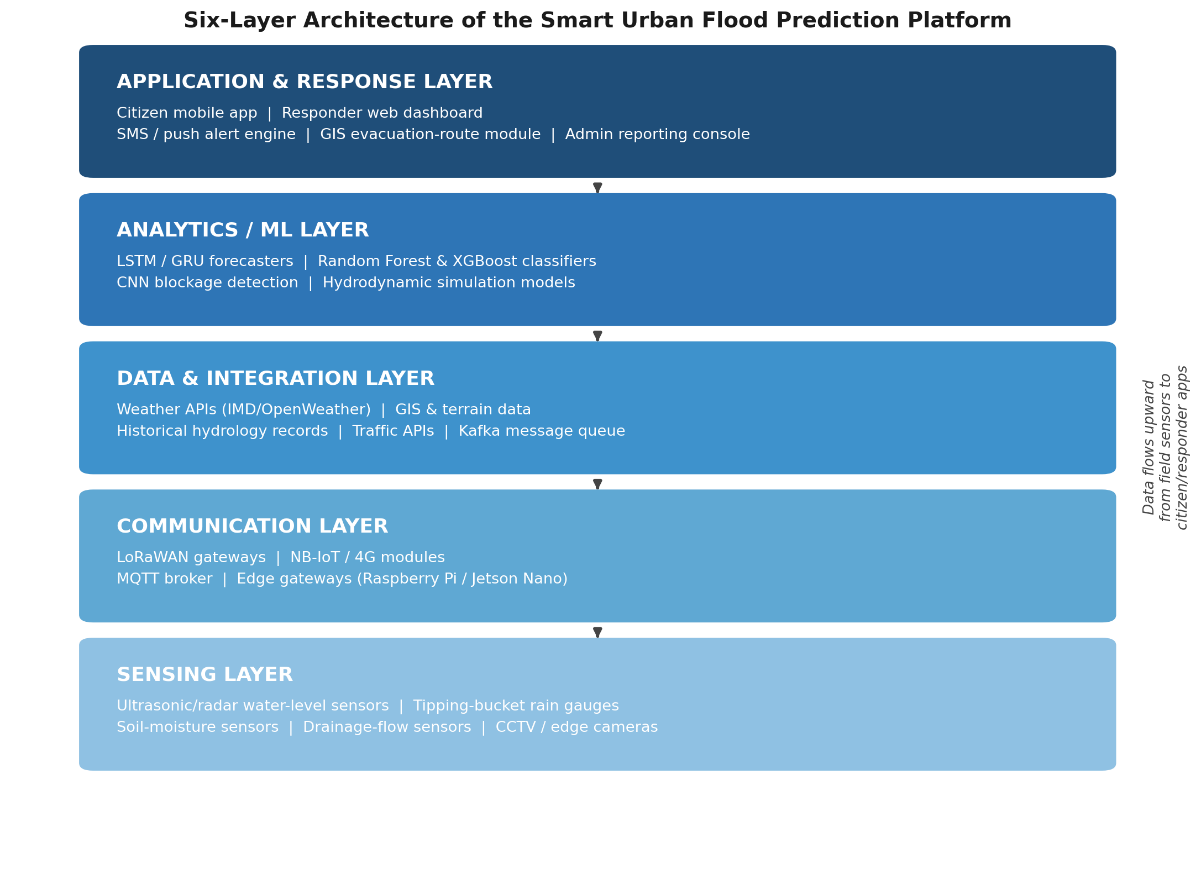 Six-Layer Architecture of the Smart Urban Flood Prediction Platform
APPLICATION & RESPONSE LAYER
Citizen mobile app | Responder web dashboard
SMS / push alert engine | GIS evacuation-route module | Admin reporting console
ANALYTICS / ML LAYER
LSTM / GRU forecasters | Random Forest & XGBoost classifiers
CNN blockage detection | Hydrodynamic simulation models
DATA & INTEGRATION LAYER
Weather APIs (IMD/OpenWeather) | GIS & terrain data
Historical hydrology records | Traffic APIs | Kafka message queue
COMMUNICATION LAYER
LoRaWAN gateways | NB-IoT / 4G modules
MQTT broker | Edge gateways (Raspberry Pi / Jetson Nano)
SENSING LAYER
Ultrasonic/radar water-level sensors | Tipping-bucket rain gauges
Soil-moisture sensors | Drainage-flow sensors | CCTV / edge cameras
Data flows upward
from field sensors to
citizen/responder apps